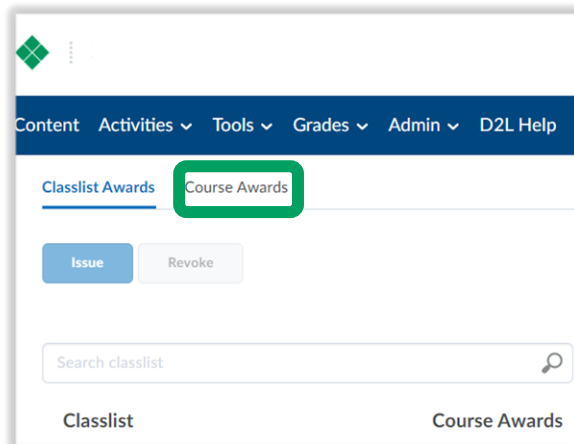 Content Activities Tools Grades Admin D2L Help
Classlist Awards Course Awards
Issue Revoke
Search classlist
Classlist Course Awards